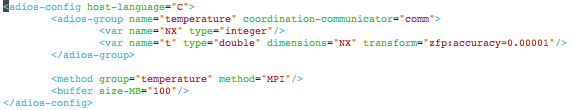 <adios-config host-language="C">
<adios-group name="temperature" coordination-communicator="comm">
<var name="NX" type="integer"/>
<var name="t" type="double" dimensions="NX" transform="zfp:accuracy=0.00001"/>
</adios-group>
<method group="temperature" method="MPI"/>
<buffer size-MB="100"/>
</adios-config>